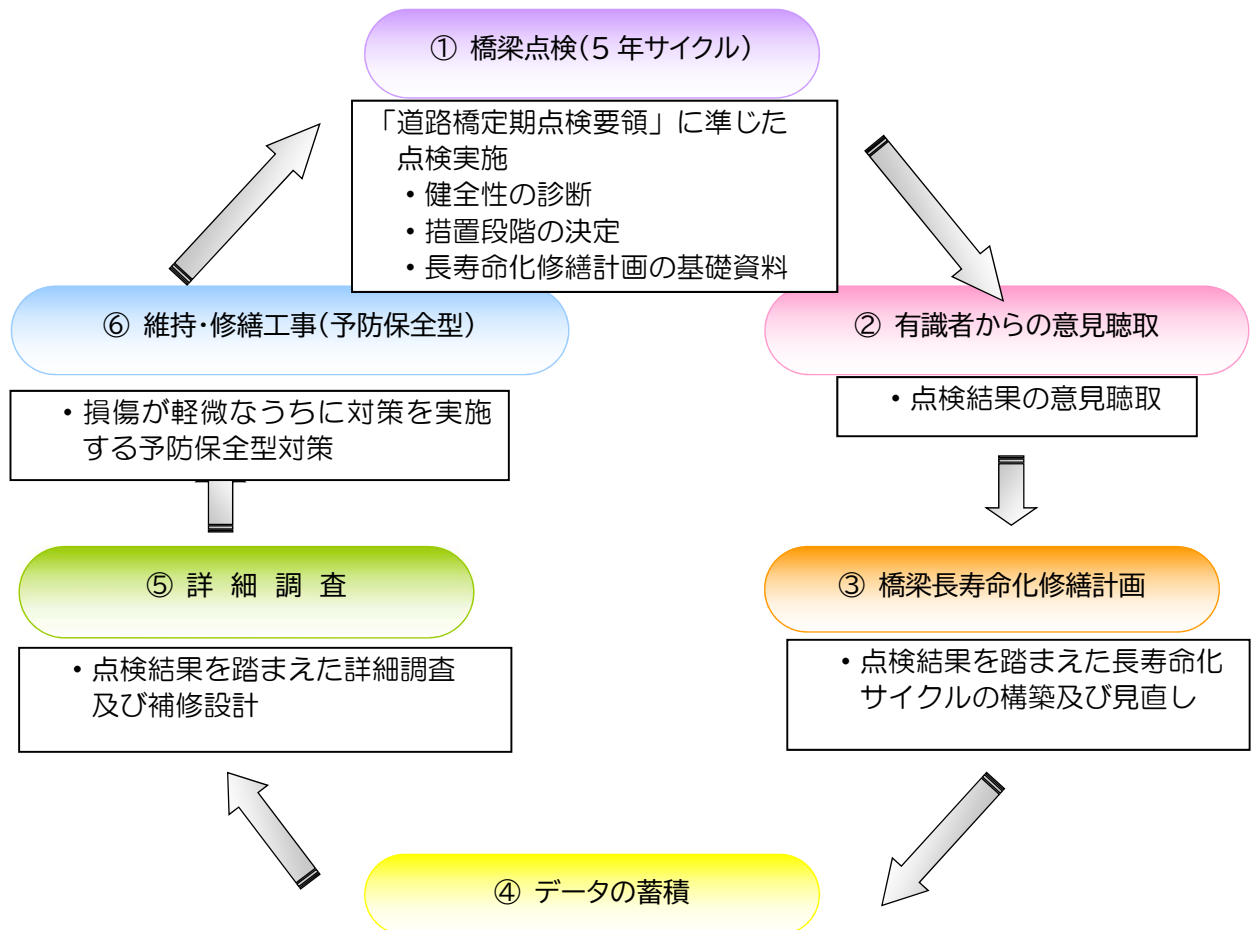 ① 橋梁点検(5 年サイクル)
「道路橋定期点検要領」に準じた
点検実施
・健全性の診断
・措置段階の決定
・長寿命化修繕計画の基礎資料
② 有識者からの意見聴取
・点検結果の意見聴取
③ 橋梁長寿命化修繕計画
・点検結果を踏まえた長寿命化
サイクルの構築及び見直し
④ データの蓄積
⑤ 詳 細 調 査
・点検結果を踏まえた詳細調査
及び補修設計
⑥ 維持・修繕工事(予防保全型)
・損傷が軽微なうちに対策を実施
する予防保全型対策